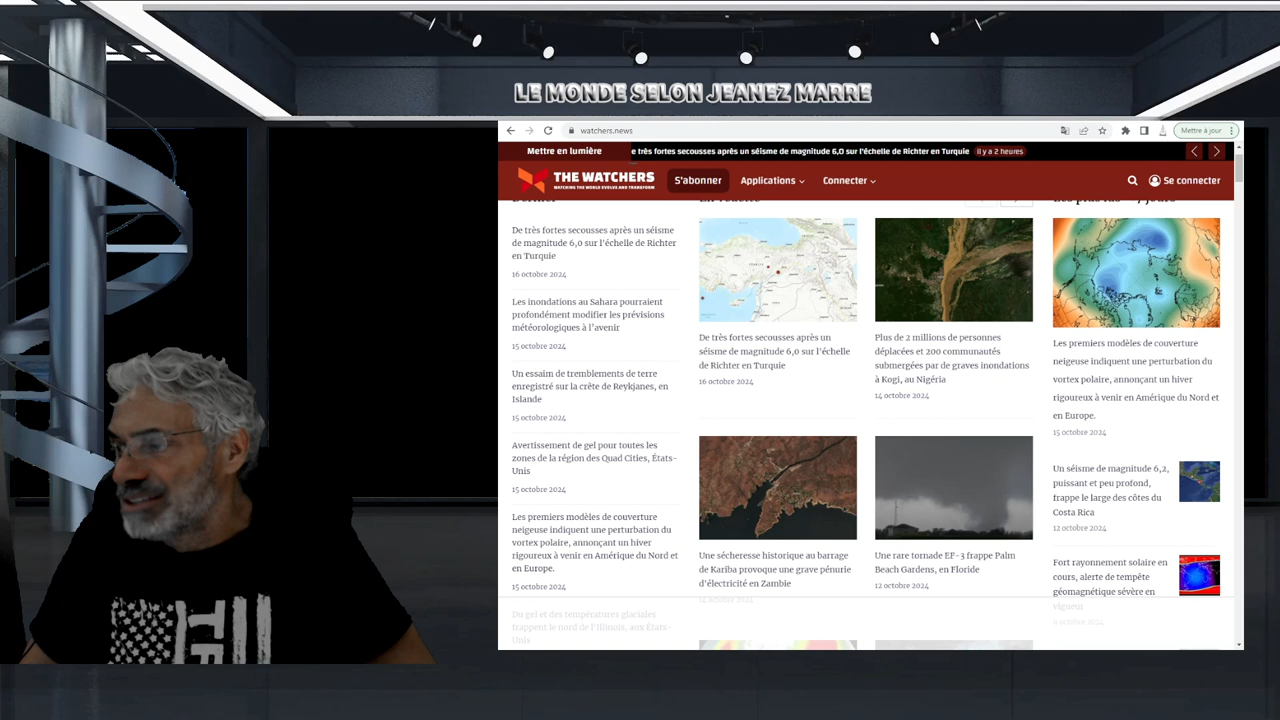 LE MONDE SELON JEANEZ MARRE
watchers.news
Mettre à jour
Mettre en lumière
e très fortes secousses après un séisme de magnitude 6,0 sur l'échelle de Richter en Turquie
Il y a 2 heures
THE WATCHERS
WATCHING THE WORLD EVOLVE AND TRANSFORM
S'abonner
Applications
Connecter
Se connecter
De très fortes secousses après un séisme
de magnitude 6,0 sur l'échelle de Richter
en Turquie
16 octobre 2024
Les inondations au Sahara pourraient
profondément modifier les prévisions
météorologiques à l'avenir
15 octobre 2024
Un essaim de tremblements de terre
enregistré sur la crête de Reykjanes, en
Islande
15 octobre 2024
Avertissement de gel pour toutes les
zones de la région des Quad Cities, États-
Unis
15 octobre 2024
Les premiers modèles de couverture
neigeuse indiquent une perturbation du
vortex polaire, annonçant un hiver
rigoureux à venir en Amérique du Nord et
en Europe.
15 octobre 2024
Du gel et des températures glaciales
frappent le nord de l'Illinois, aux États-
Unis
De très fortes secousses après un
séisme de magnitude 6,0 sur l'échelle
de Richter en Turquie
16 octobre 2024
Plus de 2 millions de personnes
déplacées et 200 communautés
submergées par de graves inondations
à Kogi, au Nigéria
14 octobre 2024
Une sécheresse historique au barrage
de Kariba provoque une grave pénurie
d'électricité en Zambie
14 octobre 2024
Une rare tornade EF-3 frappe Palm
Beach Gardens, en Floride
12 octobre 2024
Les premiers modèles de couverture
neigeuse indiquent une perturbation du
vortex polaire, annonçant un hiver
rigoureux à venir en Amérique du Nord et
en Europe.
15 octobre 2024
Un séisme de magnitude 6,2,
puissant et peu profond,
frappe le large des côtes du
Costa Rica
12 octobre 2024
Fort rayonnement solaire en
cours, alerte de tempête
géomagnétique sévère en
vigueur